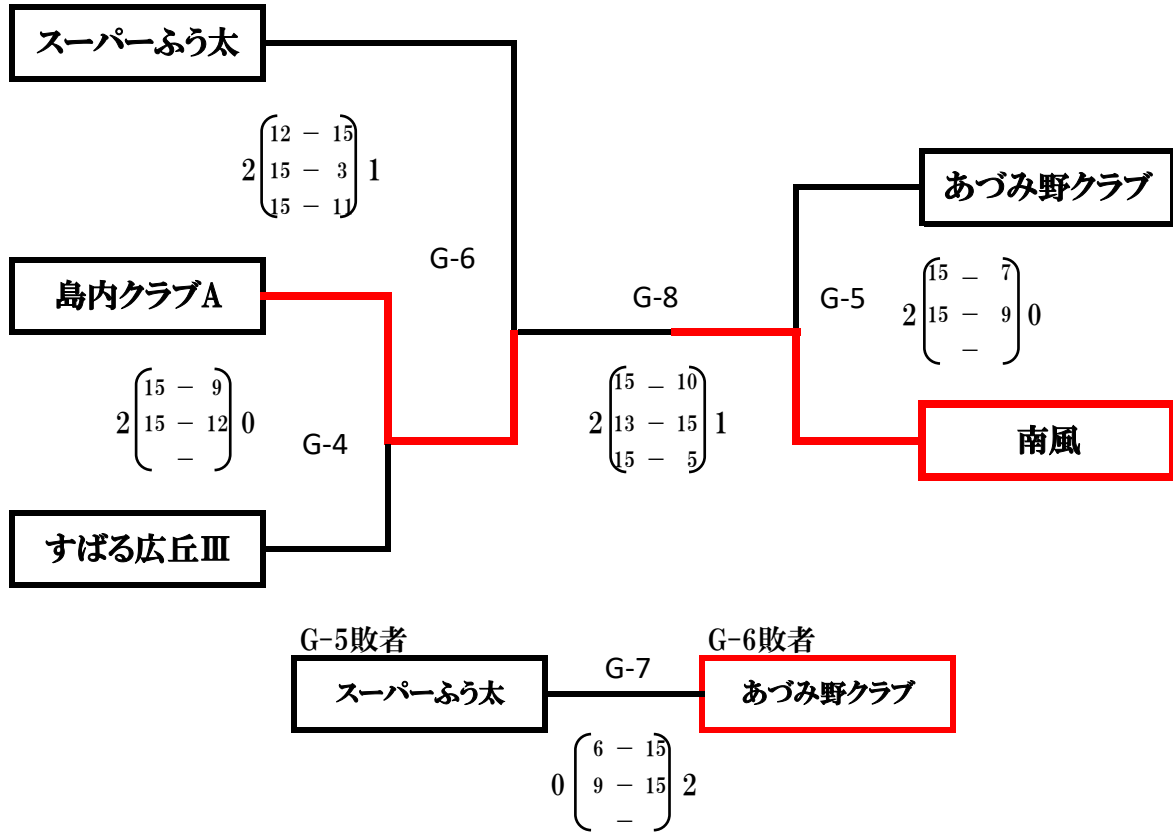 スーパーふう太
2 12 － 15 1
15 － 3
15 － 11
G-6
島内クラブA
2 15 － 9 0
15 － 12
－
G-4
すばる広丘Ⅲ
G-8
2 15 － 10 1
13 － 15
15 － 5
あづみ野クラブ
G-5
2 15 － 7 0
15 － 9
－
南風
G−5敗者
スーパーふう太
G-7
G−6敗者
あづみ野クラブ
0 6 － 15 2
9 － 15
－